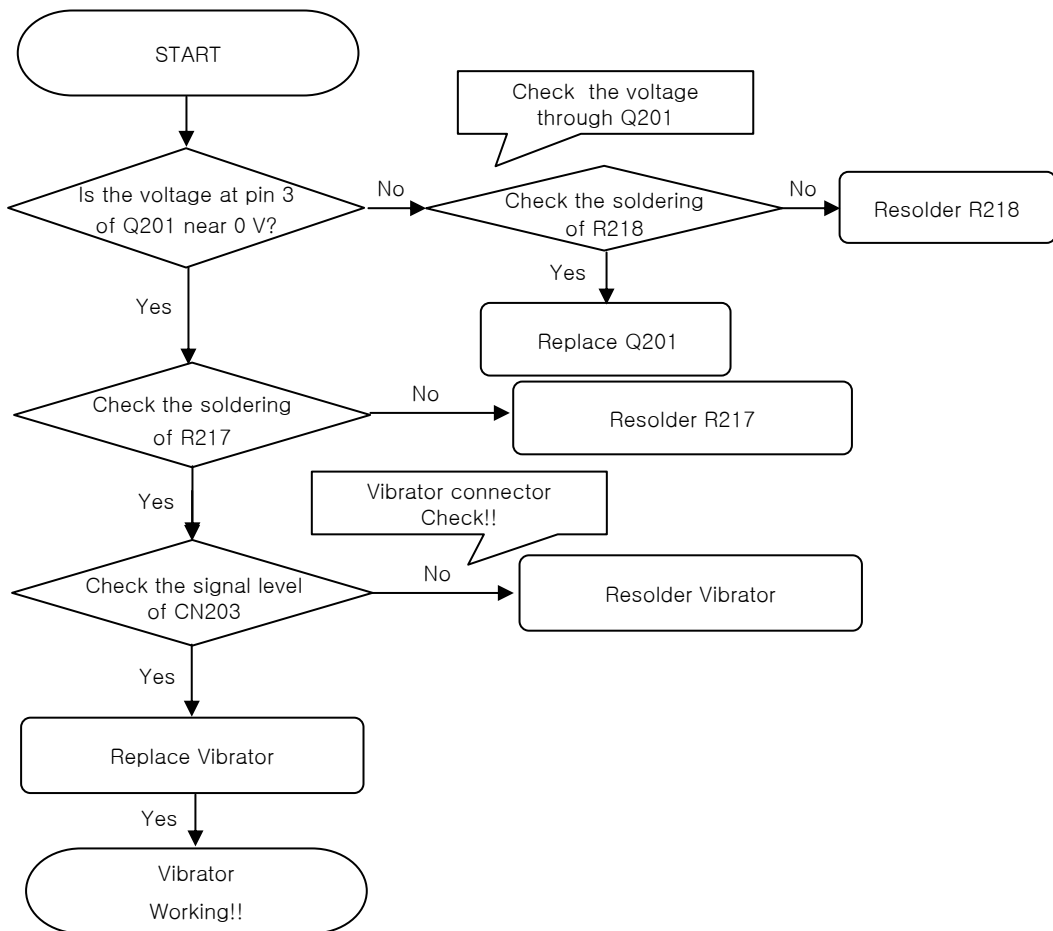 START
Check the voltage
through Q201
Is the voltage at pin 3
of Q201 near 0 V?
No
Check the soldering
of R218
No
Resolder R218
Yes
Yes
Replace Q201
Check the soldering
of R217
No
Resolder R217
Yes
Vibrator connector
Check!!
Check the signal level
of CN203
No
Resolder Vibrator
Yes
Replace Vibrator
Yes
Vibrator
Working!!